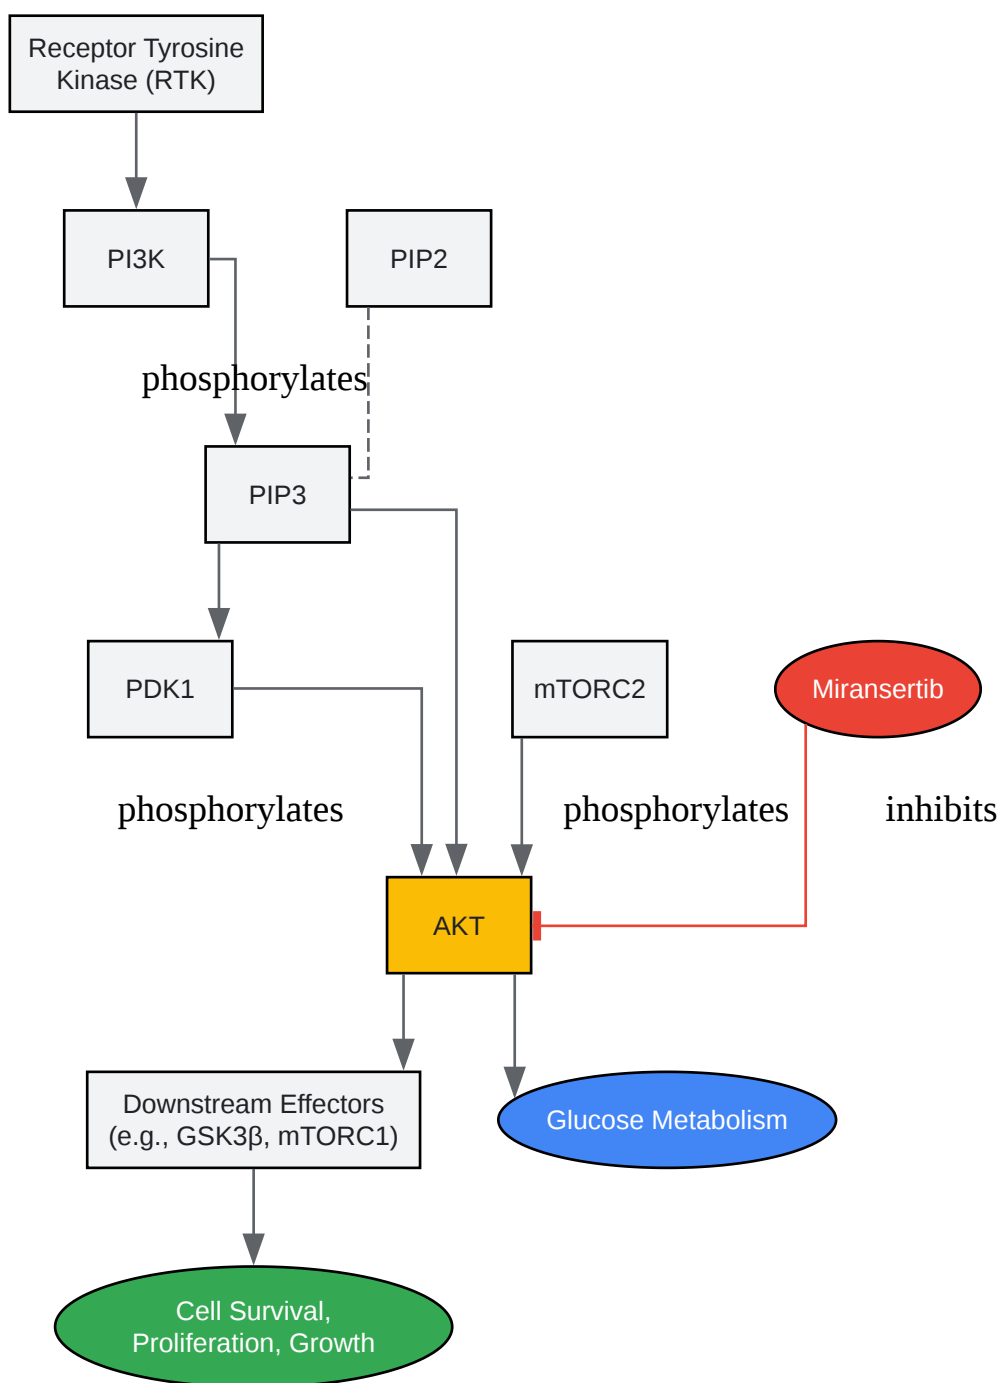 Receptor Tyrosine
Kinase (RTK)
PI3K
PIP2
phosphorylates
PIP3
PDK1
mTORC2
Miransertib
phosphorylates
phosphorylates
inhibits
AKT
Downstream Effectors
(e.g., GSK3β, mTORC1)
Glucose Metabolism
Cell Survival,
Proliferation, Growth